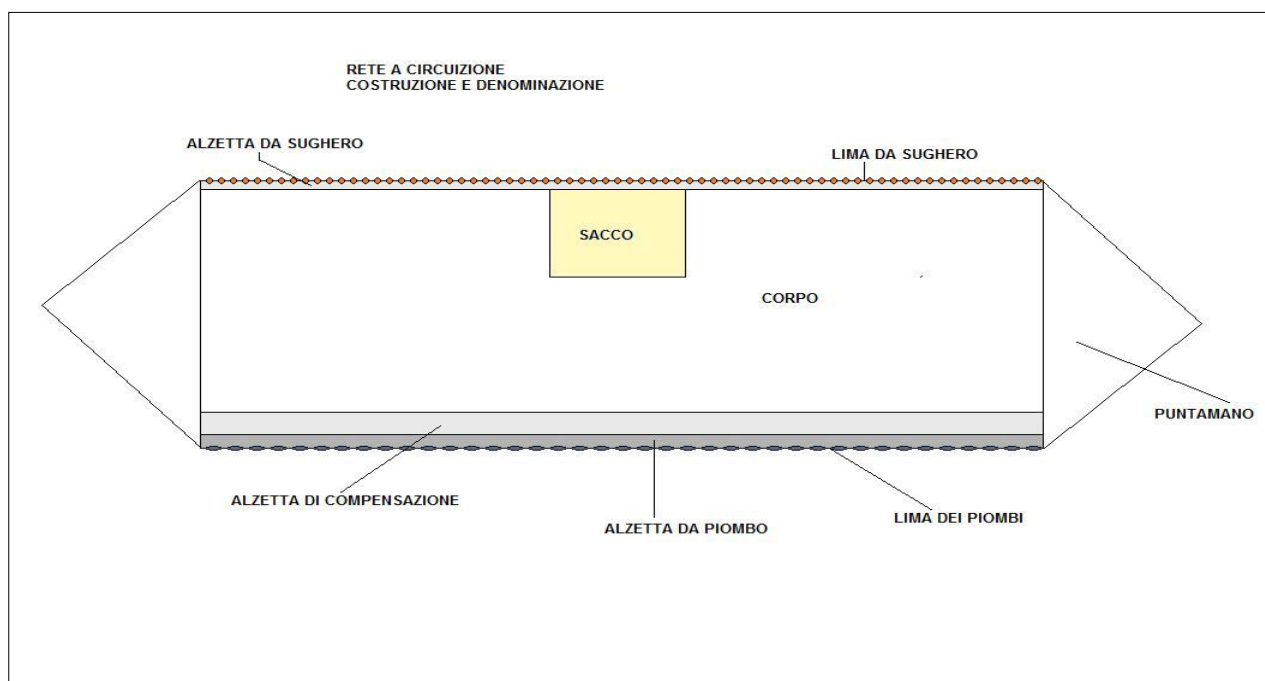 RETE A CIRCUIZIONE
COSTRUZIONE E DENOMINAZIONE
ALZETTA DA SUGHERO
LIMA DA SUGHERO
SACCO
CORPO
PUNTAMANO
ALZETTA DI COMPENSAZIONE
LIMA DEI PIOMBI
ALZETTA DA PIOMBO